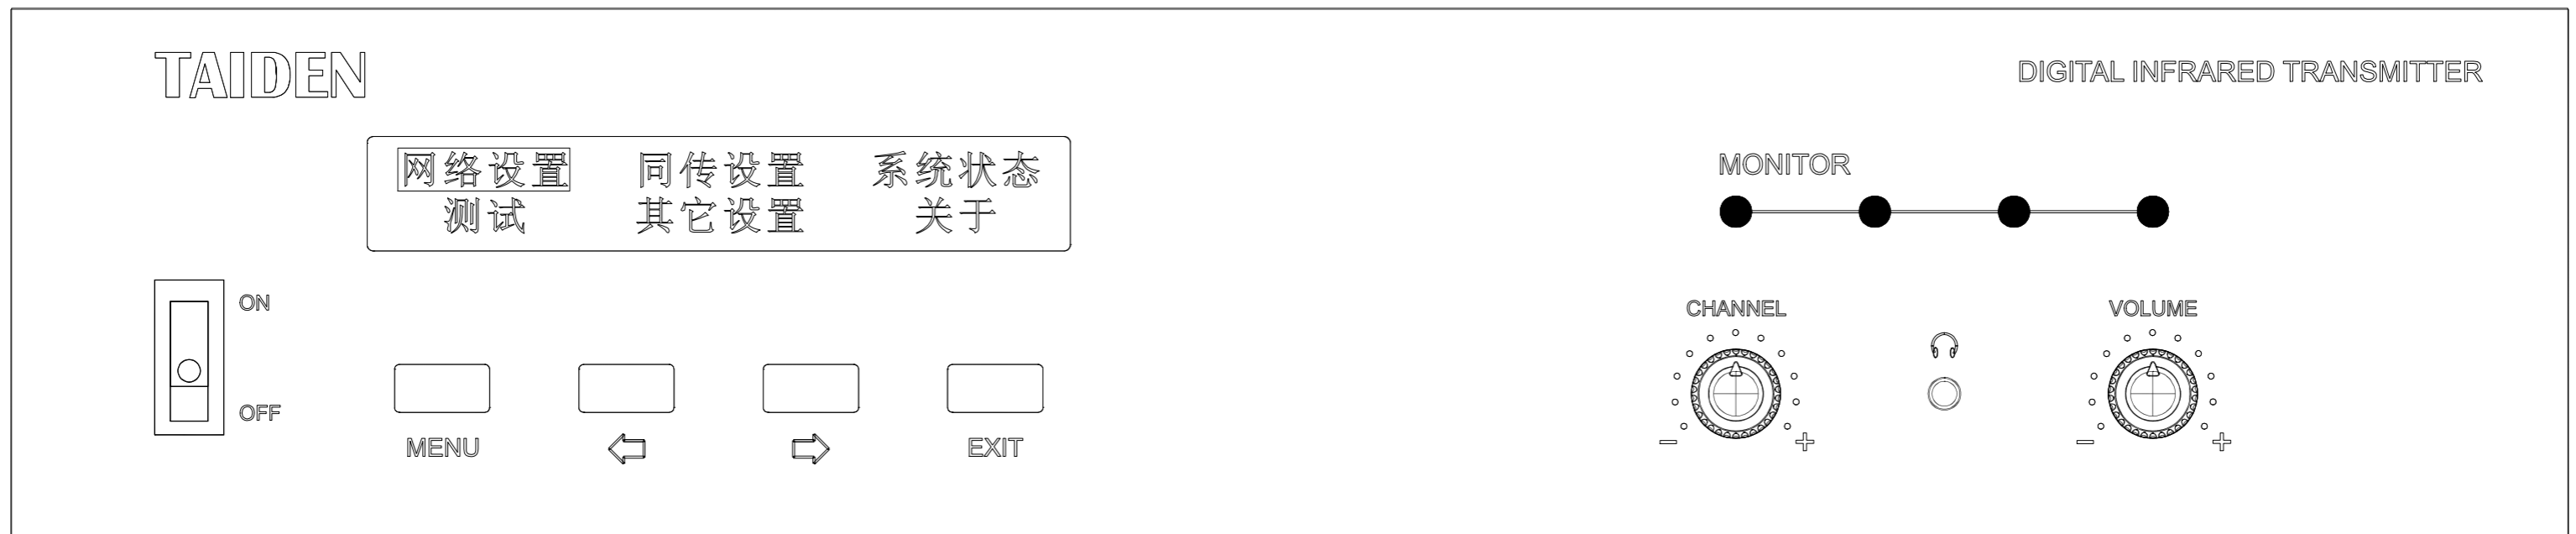 TAIDEN
DIGITAL INFRARED TRANSMITTER
网络设置 同传设置 系统状态
测试 其它设置 关于
MONITOR
ON
OFF
CHANNEL
VOLUME
− +
− +
MENU
EXIT